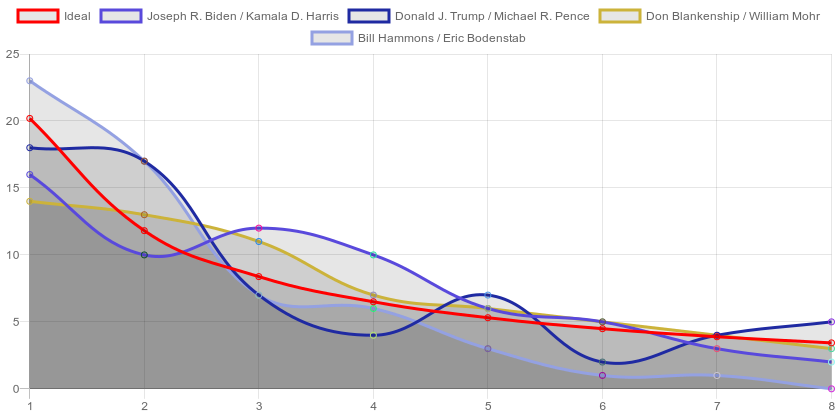 Ideal Joseph R. Biden / Kamala D. Harris Donald J. Trump / Michael R. Pence Don Blankenship / William Mohr
Bill Hammons / Eric Bodenstab
25
20
15
10
5
0
1 2 3 4 5 6 7 8